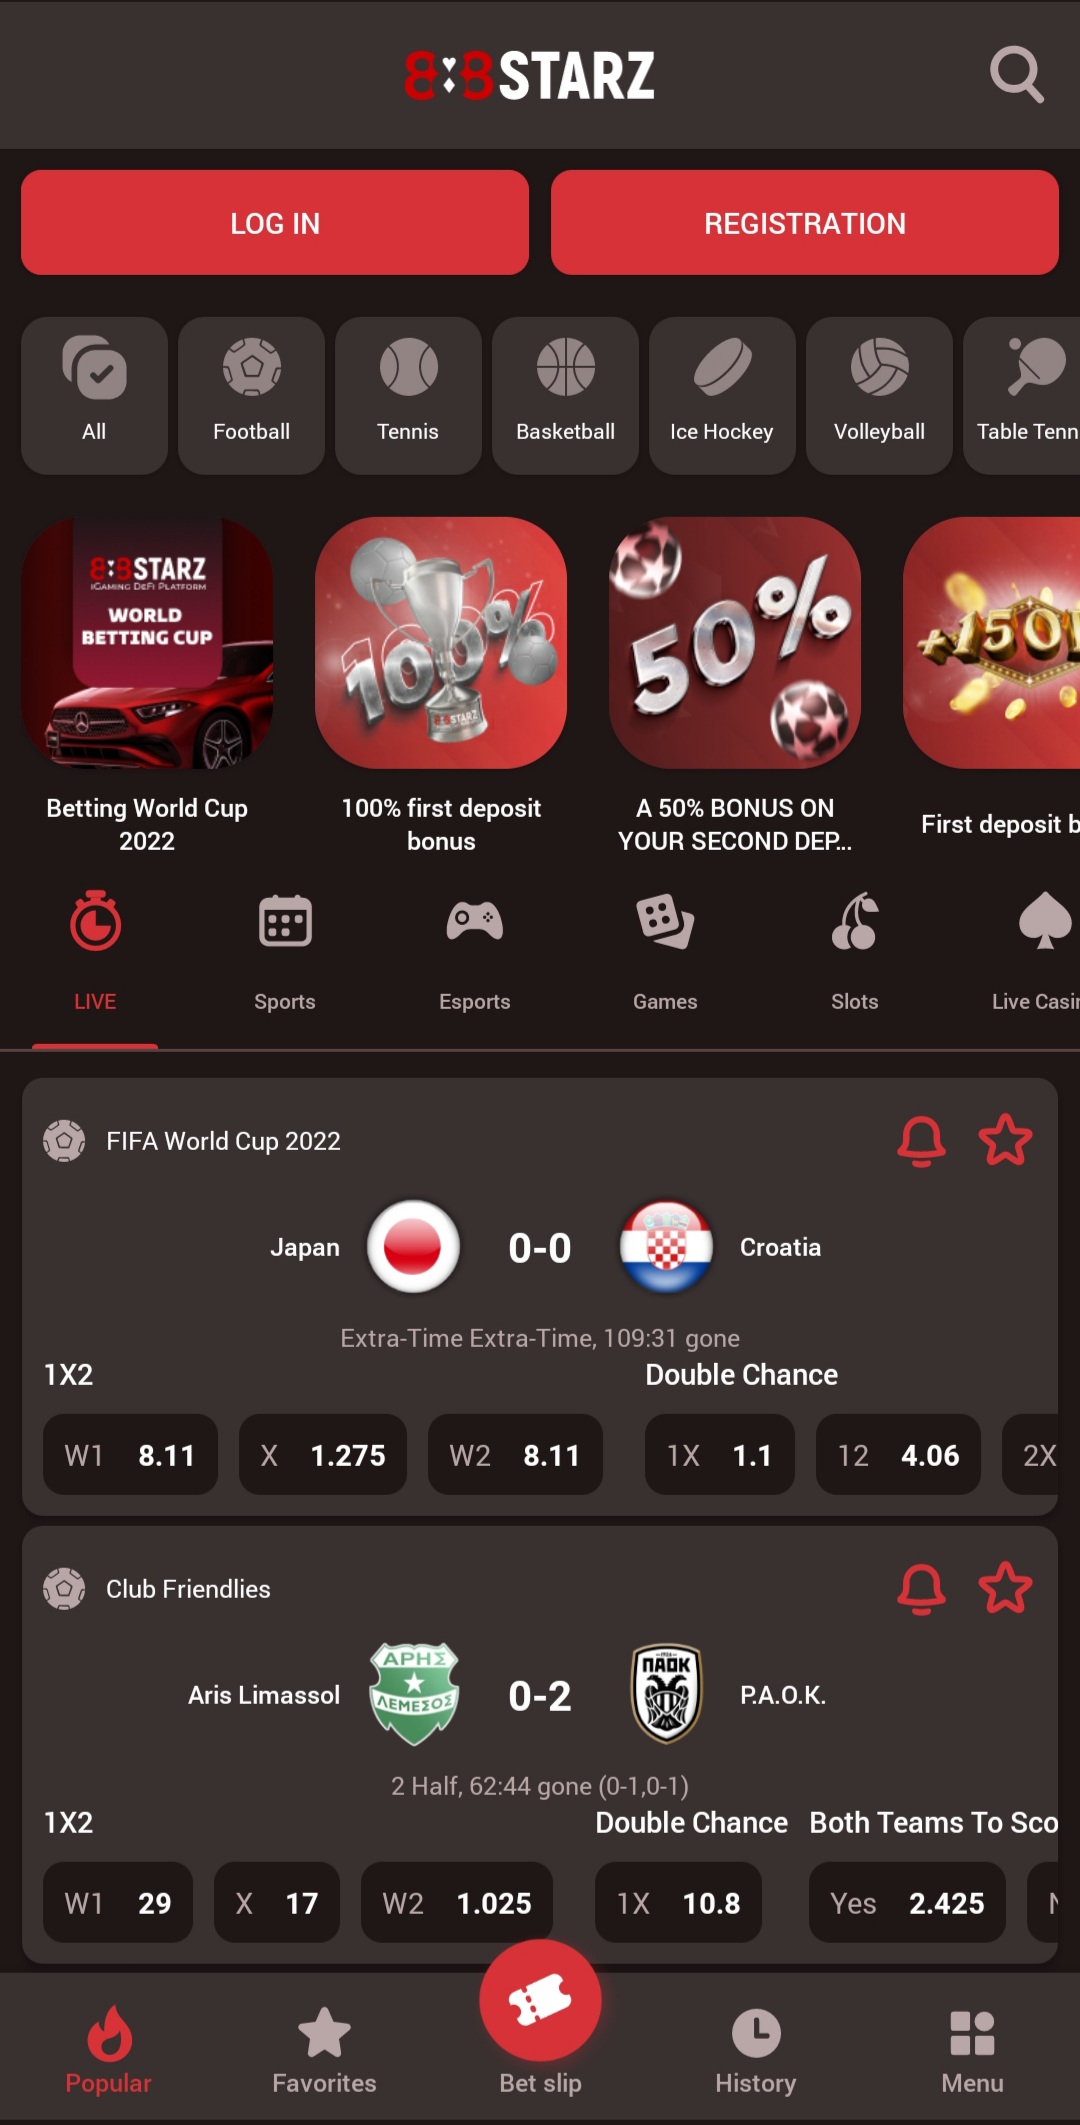 888STARZ
LOG IN
REGISTRATION
All
Football
Tennis
Basketball
Ice Hockey
Volleyball
Table Tenn
888STARZ
IGAMING DEFI PLATFORM
WORLD
BETTING CUP
100%
888STARZ
50%
+150
Betting World Cup
2022
100% first deposit
bonus
A 50% BONUS ON
YOUR SECOND DEP...
First deposit b
LIVE
Sports
Esports
Games
Slots
Live Casin
FIFA World Cup 2022
Japan
0-0
Croatia
Extra-Time Extra-Time, 109:31 gone
1X2
Double Chance
W1 8.11
X 1.275
W2 8.11
1X 1.1
12 4.06
2X
Club Friendlies
Aris Limassol
ΑΡΗΣ
ΛΕΜΕΣΟΣ
0-2
1926
ΠΑΟΚ
P.A.O.K.
2 Half, 62:44 gone (0-1,0-1)
1X2
Double Chance
Both Teams To Sco
W1 29
X 17
W2 1.025
1X 10.8
Yes 2.425
N
Popular
Favorites
Bet slip
History
Menu